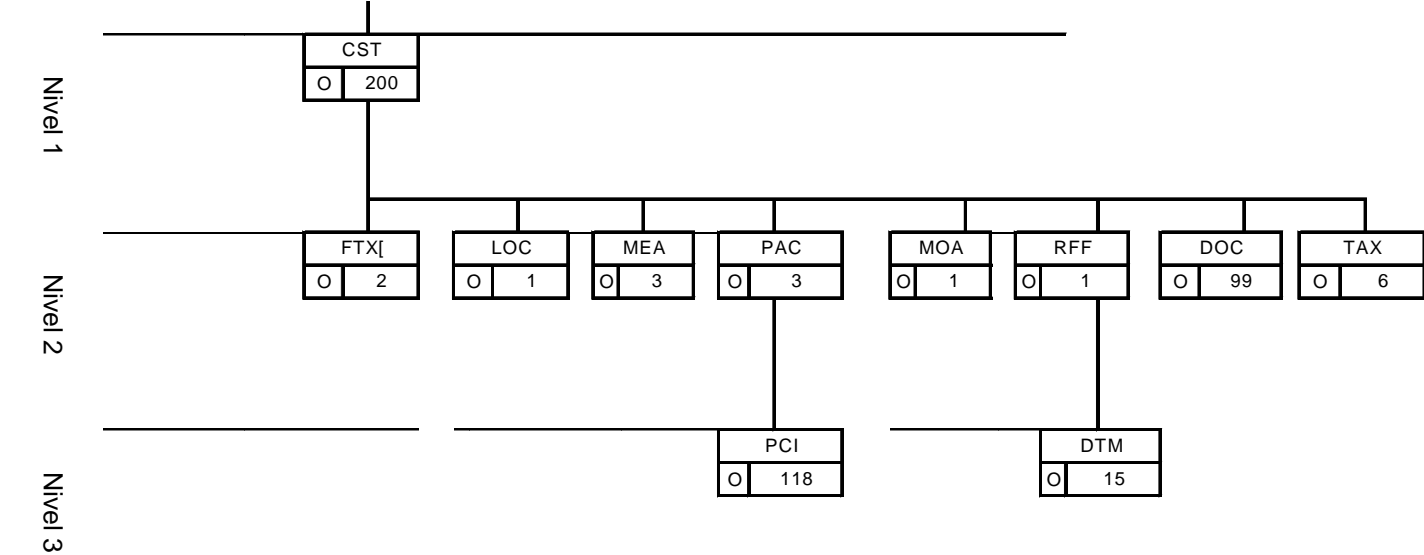 CST
O 200
Nivel 1
FTX[ LOC MEA PAC MOA RFF DOC TAX
O 2 O 1 O 3 O 3 O 1 O 1 O 99 O 6
Nivel 2
PCI DTM
O 118 O 15
Nivel 3